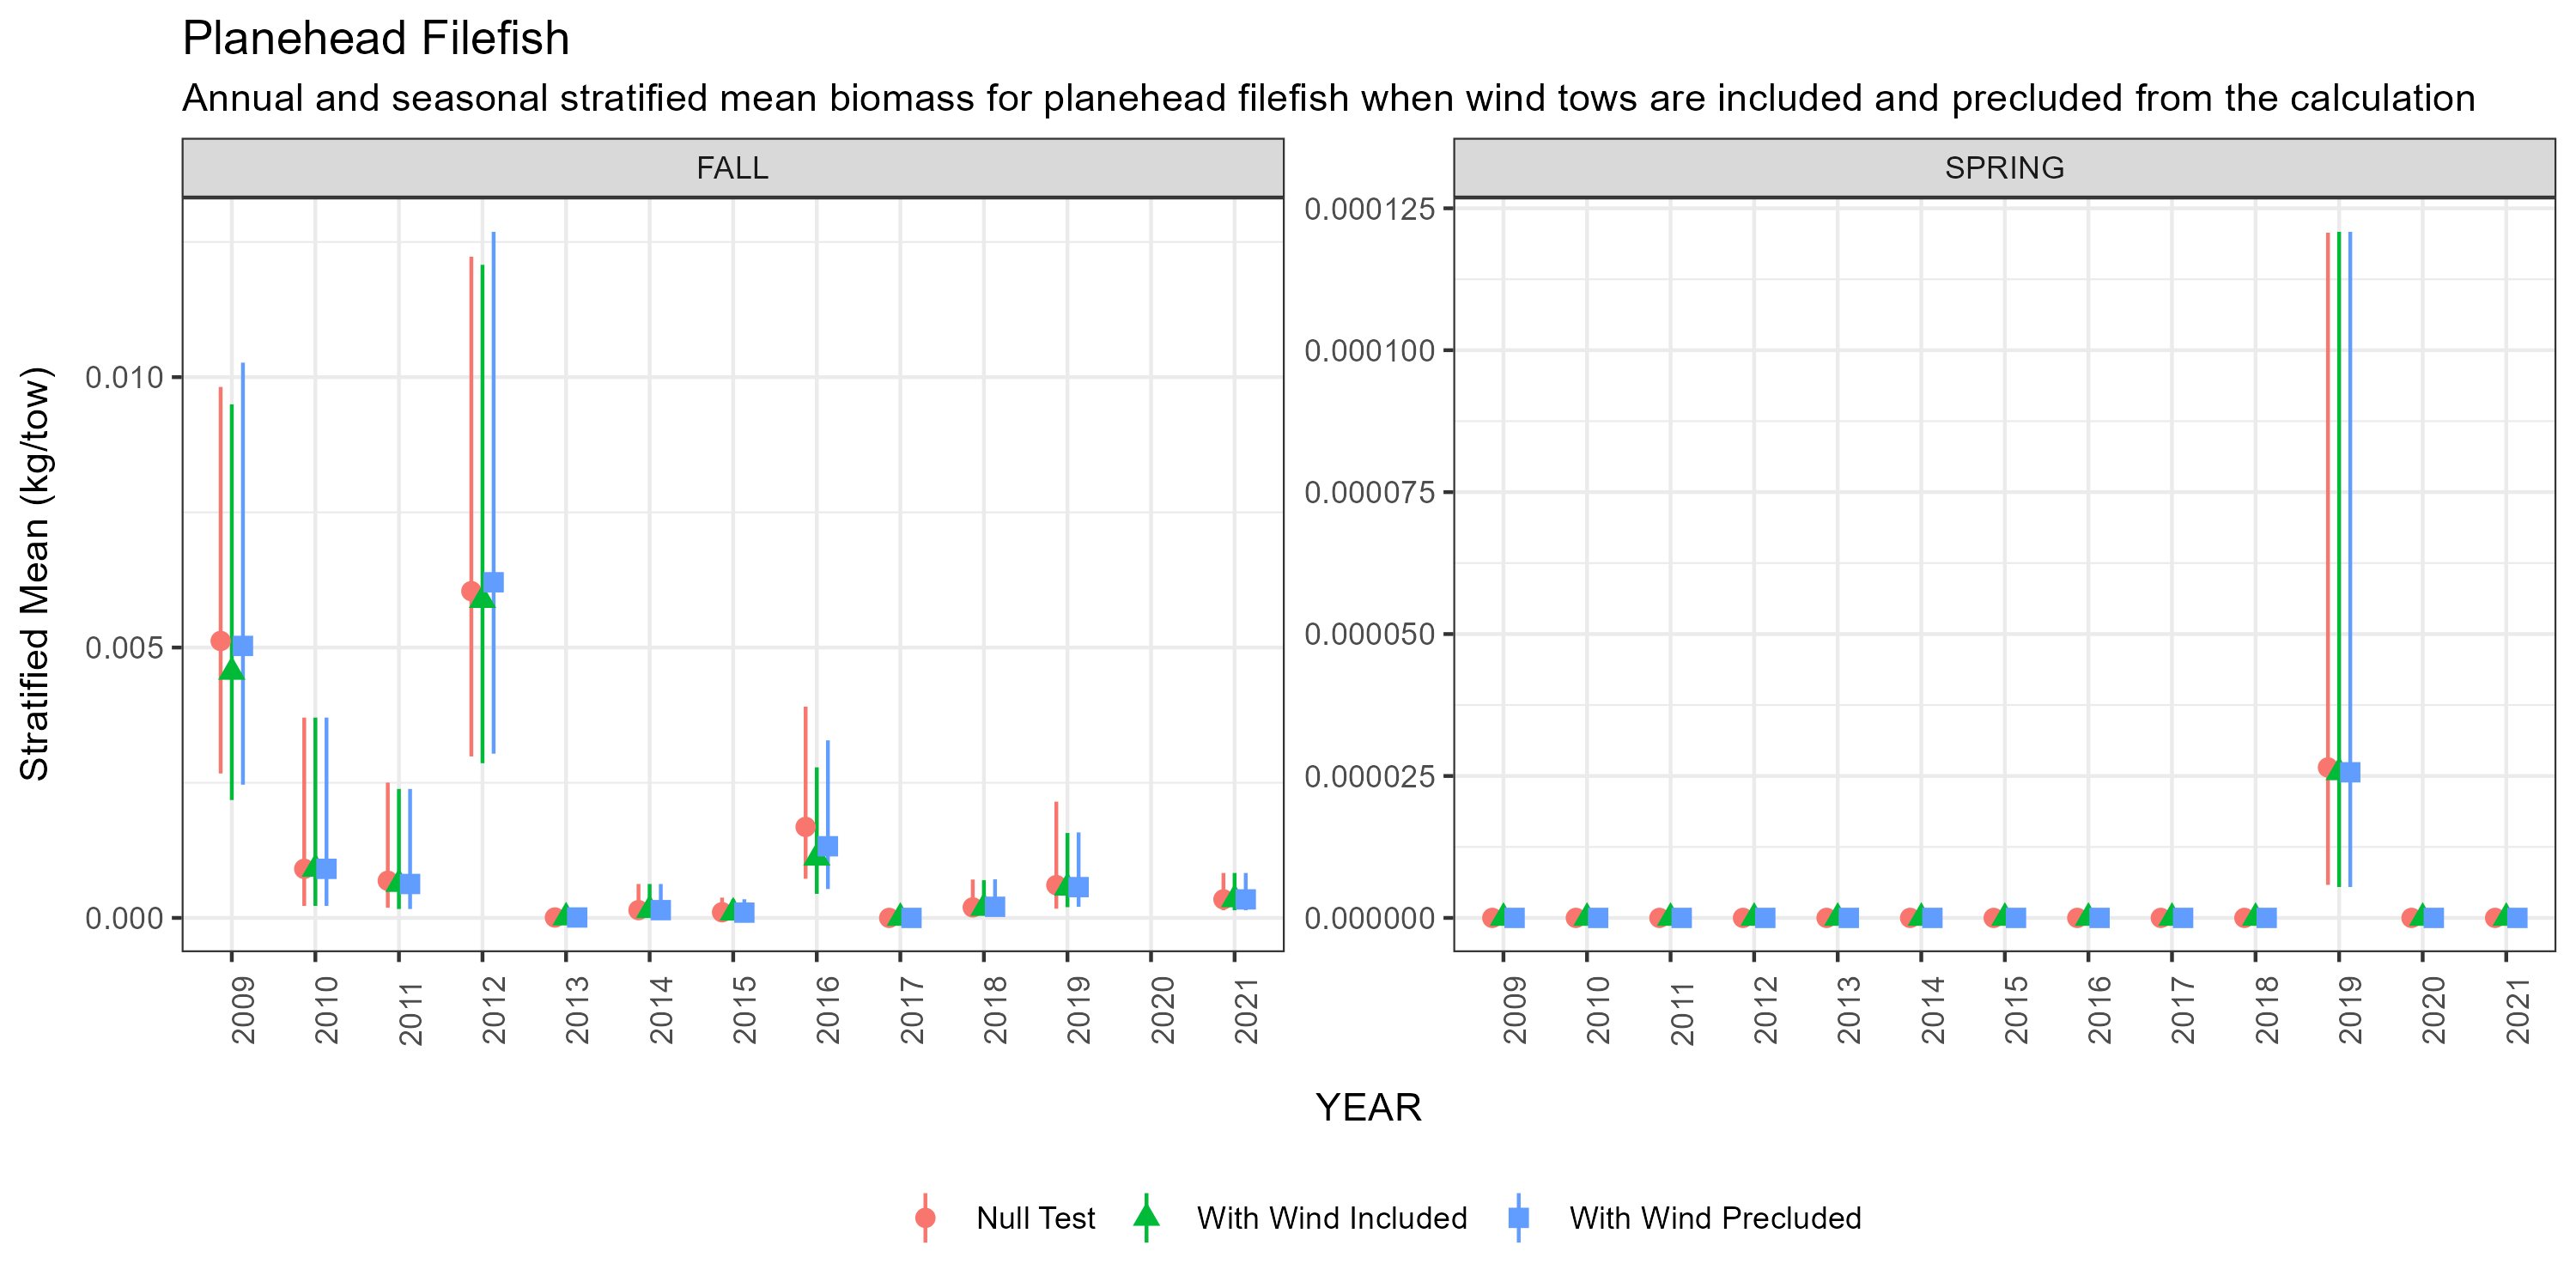 Planehead Filefish
Annual and seasonal stratified mean biomass for planehead filefish when wind tows are included and precluded from the calculation
FALL
SPRING
Stratified Mean (kg/tow)
0.010
0.005
0.000
0.000125
0.000100
0.000075
0.000050
0.000025
0.000000
2009 2010 2011 2012 2013 2014 2015 2016 2017 2018 2019 2020 2021
2009 2010 2011 2012 2013 2014 2015 2016 2017 2018 2019 2020 2021
YEAR
Null Test With Wind Included With Wind Precluded